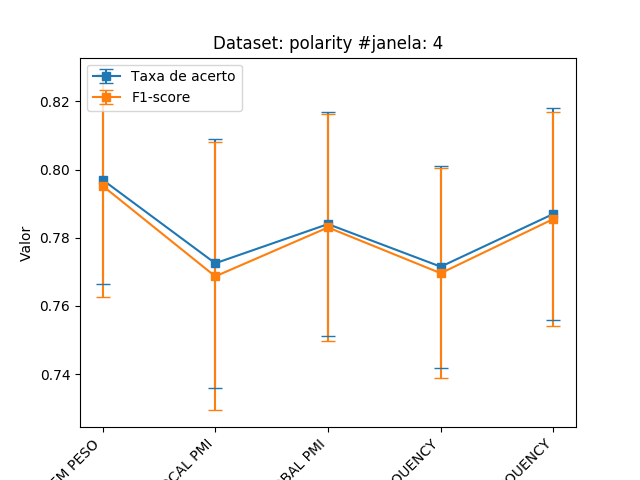 Dataset: polarity #janela: 4
Taxa de acerto
F1-score
Valor
0.82
0.80
0.78
0.76
0.74
EM PESO
CAL PMI
BAL PMI
QUENCY
QUENCY